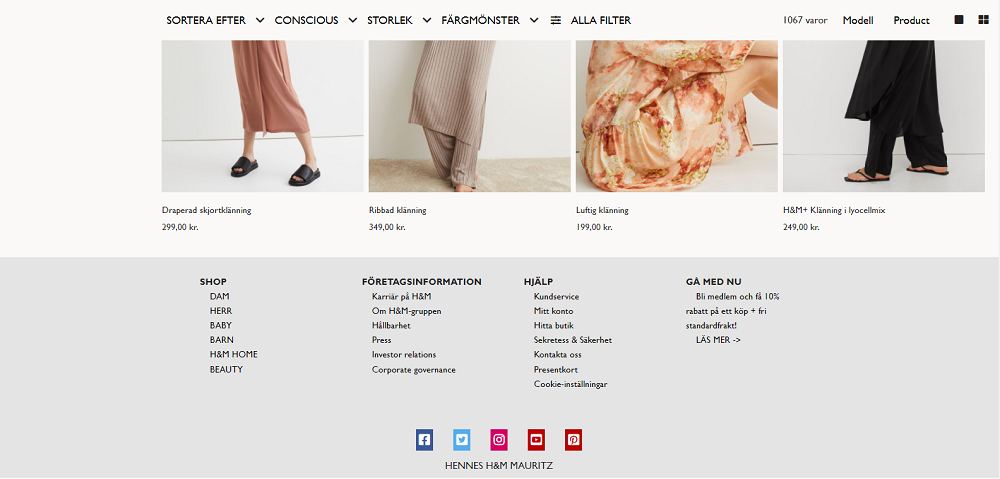 SORTERA EFTER CONSCIOUS STORLEK FÄRGMÖNSTER ALLA FILTER 1067 varor Modell Product
Draperad skjortklänning
299,00 kr.
Ribbad klänning
349,00 kr.
Luftig klänning
199,00 kr.
H&M+ Klänning i lyocellmix
249,00 kr.
SHOP
DAM
HERR
BABY
BARN
H&M HOME
BEAUTY
FÖRETAGSINFORMATION
Karriär på H&M
Om H&M-gruppen
Hållbarhet
Press
Investor relations
Corporate governance
HJÄLP
Kundservice
Mitt konto
Hitta butik
Sekretess & Säkerhet
Kontakta oss
Presentkort
Cookie-inställningar
GÅ MED NU
Bli medlem och få 10%
rabatt på ett köp + fri
standardfrakt!
LÄS MER ->
HENNES H&M MAURITZ